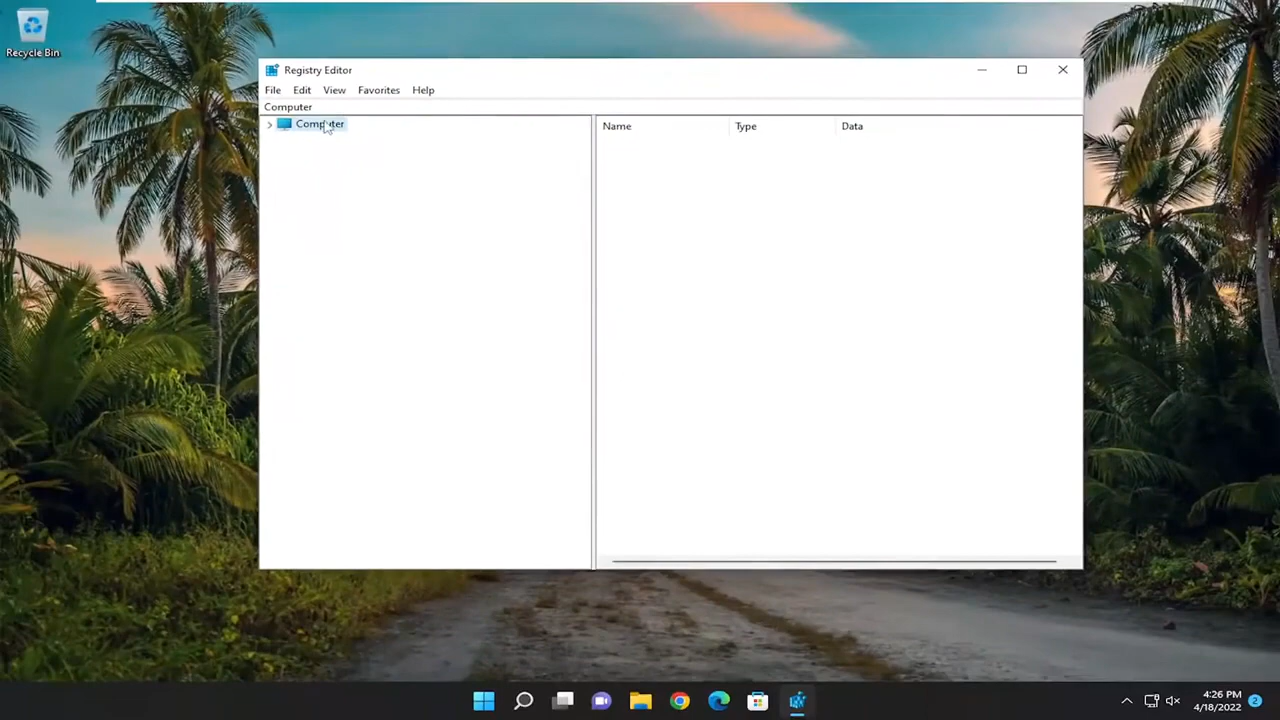 Recycle Bin
Registry Editor
File Edit View Favorites Help
Computer
Computer
Name Type Data
4:26 PM
4/18/2022
2